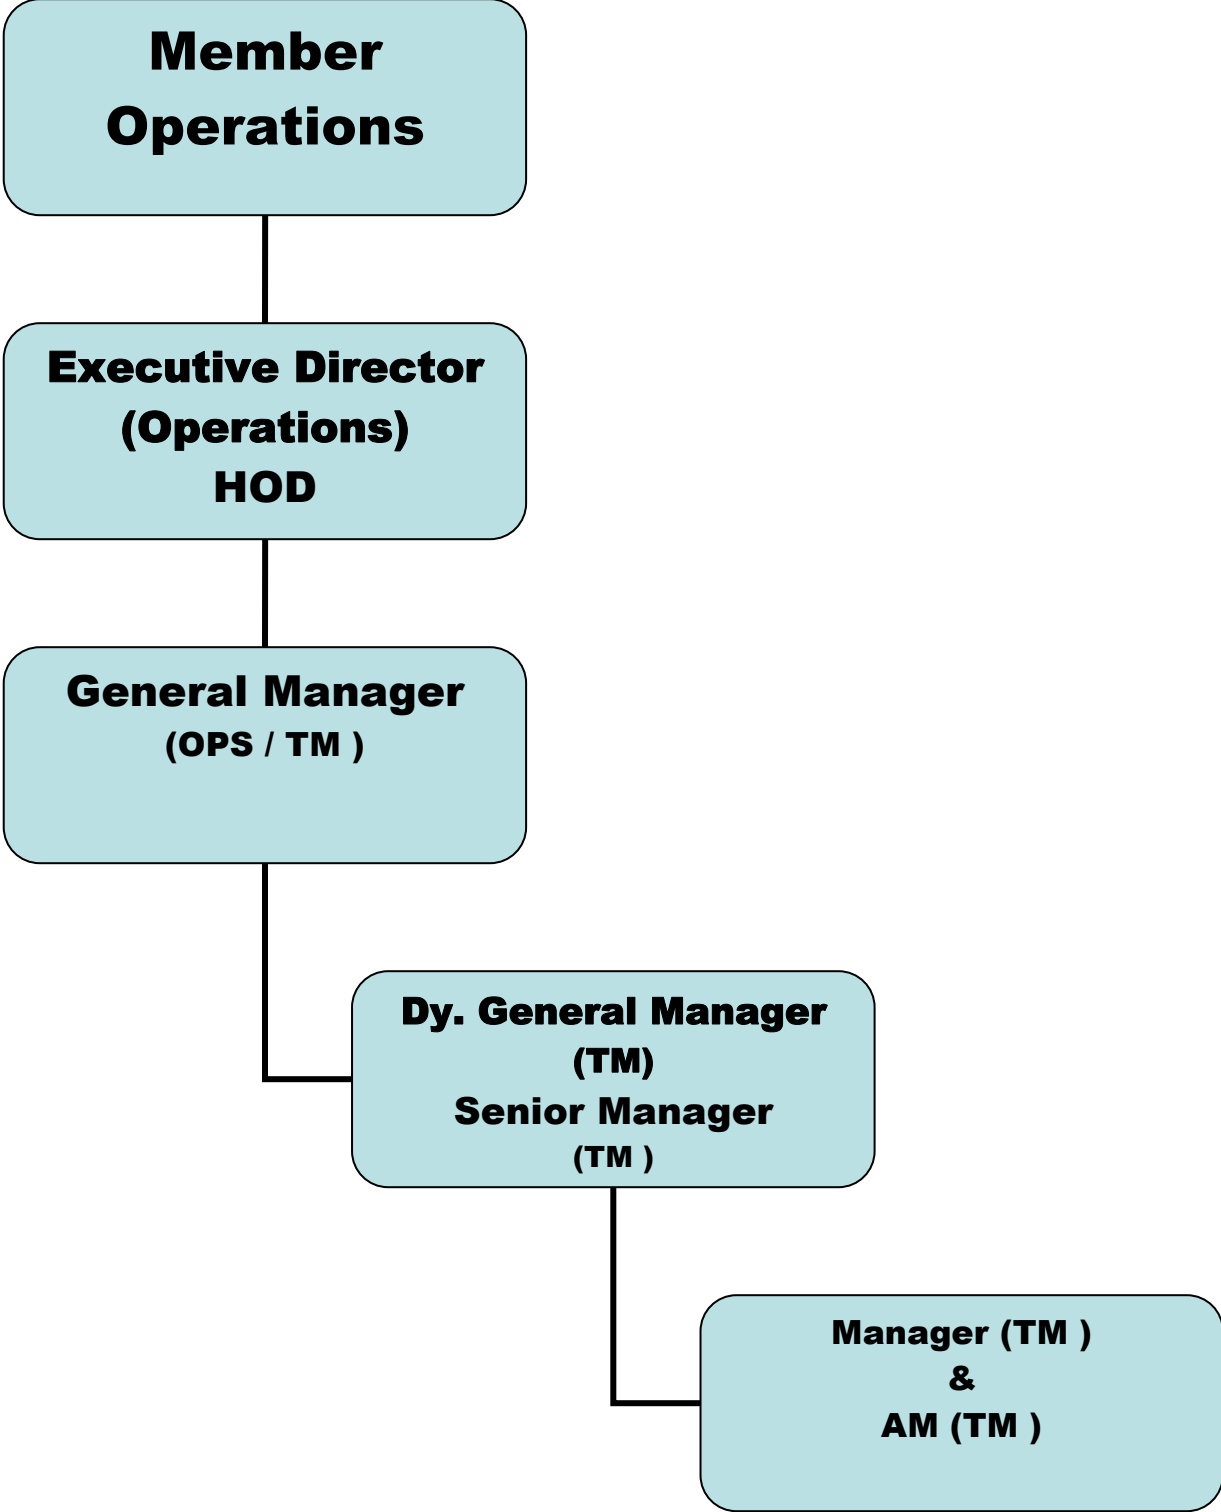 Member
Operations
Executive Director
(Operations)
HOD
General Manager
(OPS / TM )
Dy. General Manager
(TM)
Senior Manager
(TM )
Manager (TM )
&
AM (TM )